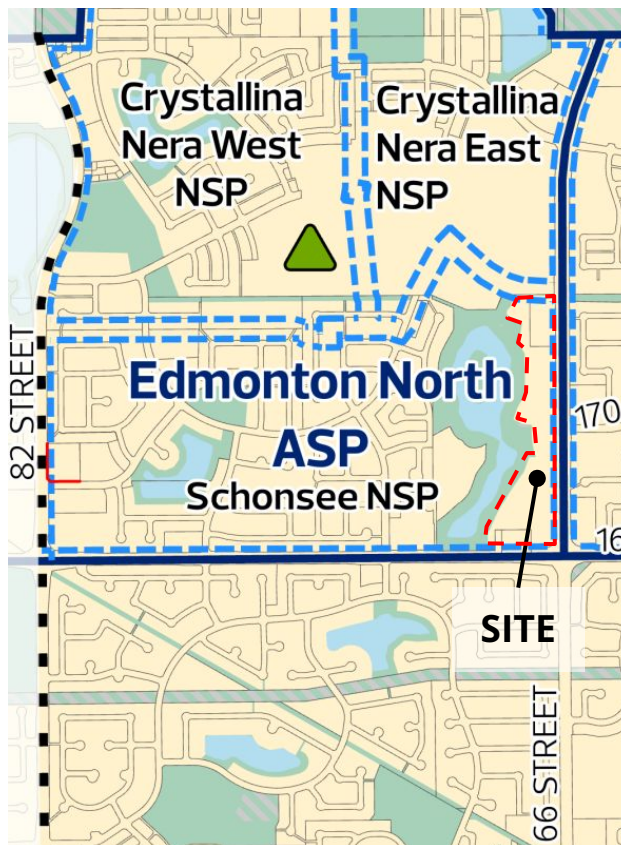 Crystallina
Nera West
NSP
Crystallina
Nera East
NSP
82 STREET
Edmonton North
ASP
Schonsee NSP
170
16
SITE
66 STREET